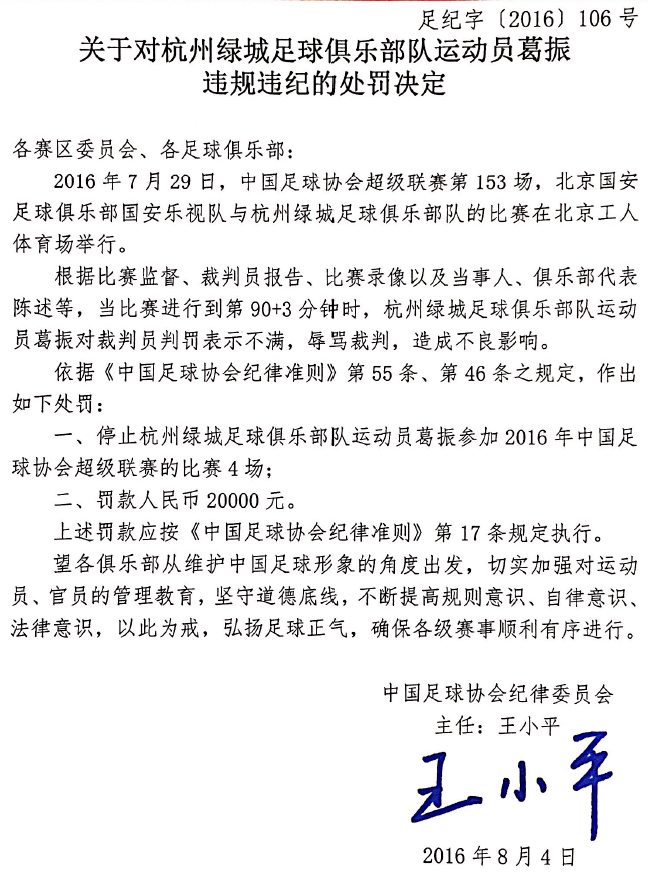 足纪字〔2016〕106 号
关于对杭州绿城足球俱乐部队运动员葛振
违规违纪的处罚决定
各赛区委员会、各足球俱乐部：
2016 年 7 月 29 日，中国足球协会超级联赛第 153 场，北京国安
足球俱乐部国安乐视队与杭州绿城足球俱乐部队的比赛在北京工人
体育场举行。
根据比赛监督、裁判员报告、比赛录像以及当事人、俱乐部代表
陈述等，当比赛进行到第 90+3 分钟时，杭州绿城足球俱乐部队运动
员葛振对裁判员判罚表示不满，辱骂裁判，造成不良影响。
依据《中国足球协会纪律准则》第 55 条、第 46 条之规定，作出
如下处罚：
一、停止杭州绿城足球俱乐部队运动员葛振参加 2016 年中国足
球协会超级联赛的比赛 4 场；
二、罚款人民币 20000 元。
上述罚款应按《中国足球协会纪律准则》第 17 条规定执行。
望各俱乐部从维护中国足球形象的角度出发，切实加强对运动
员、官员的管理教育，坚守道德底线，不断提高规则意识、自律意识、
法律意识，以此为戒，弘扬足球正气，确保各级赛事顺利有序进行。
中国足球协会纪律委员会
主任：王小平
王小平
2016 年 8 月 4 日